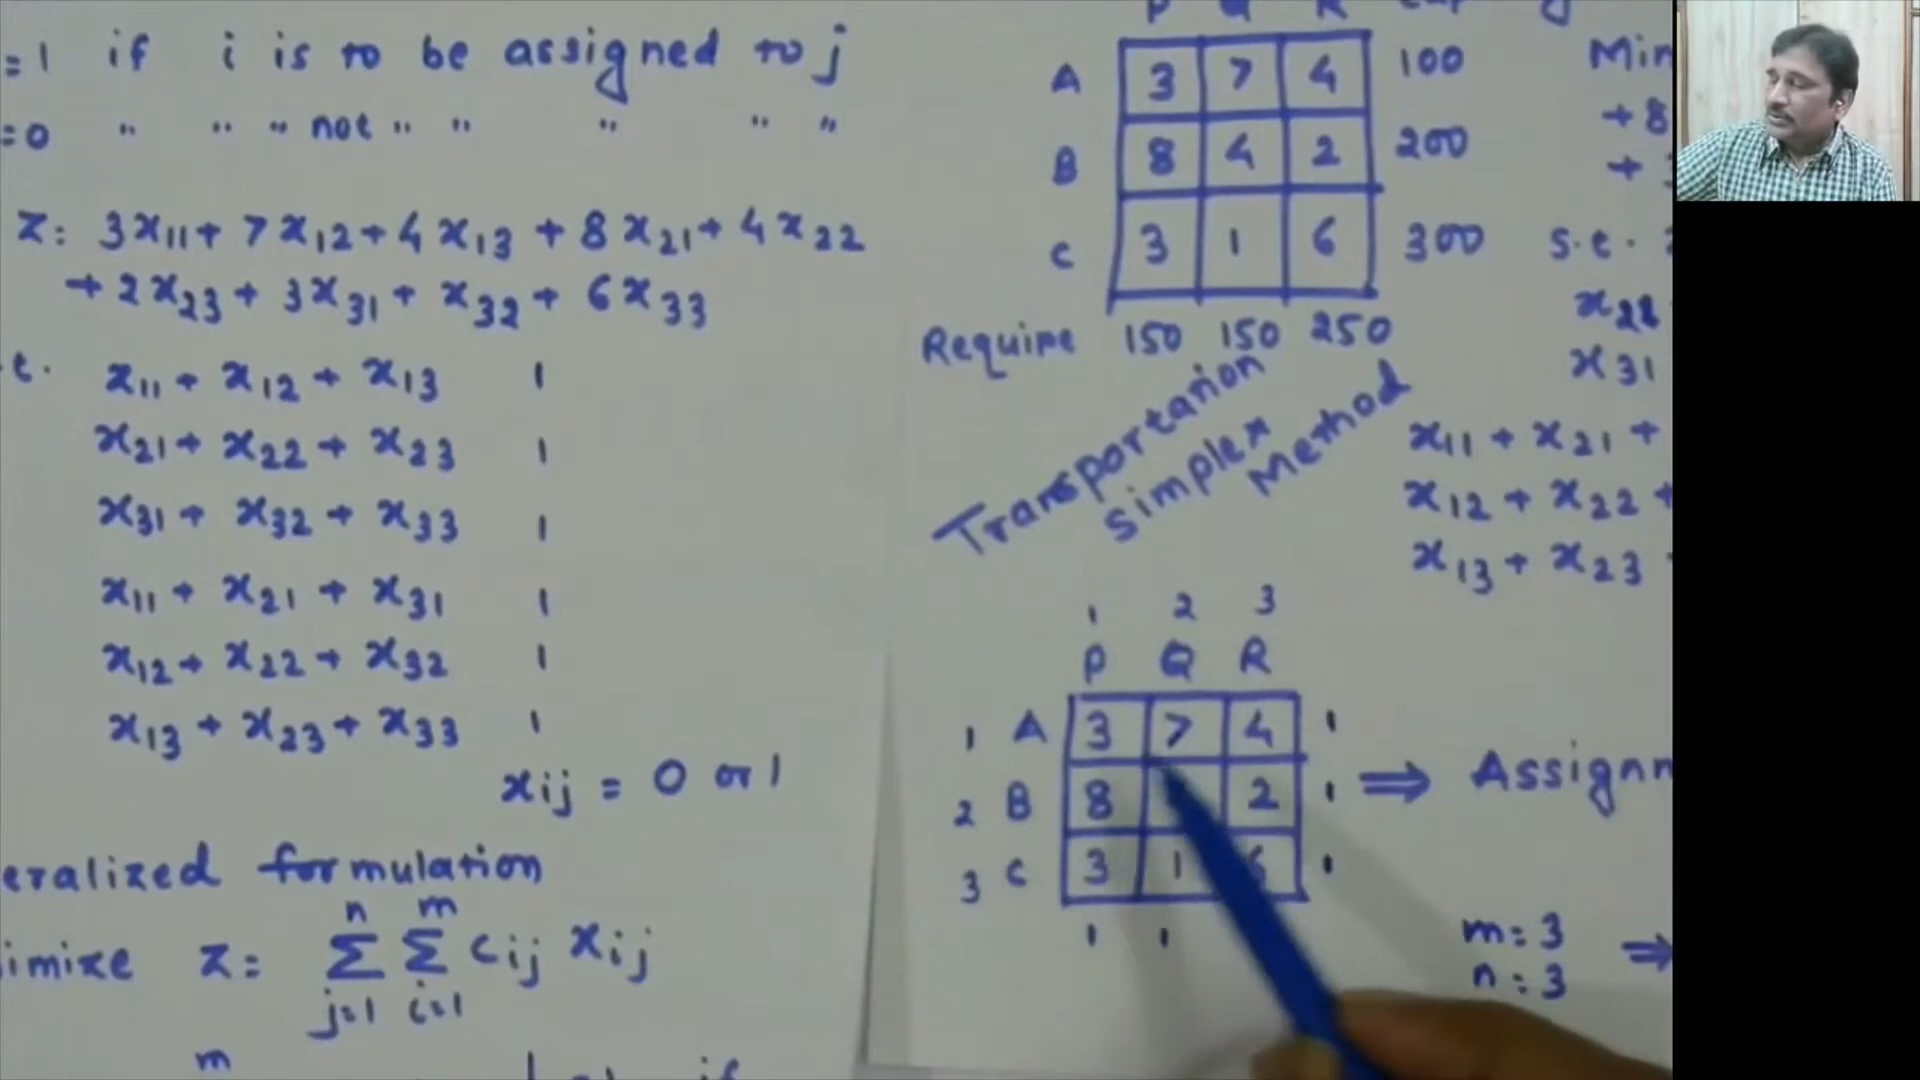 =1 if i is to be assigned to j
=0 " " " not " " " " "
Z: 3x11+ 7x12+4x13 + 8x21+ 4x22
+ 2x23 + 3x31 + x32 + 6x33
t. x11 + x12 + x13 1
x21 + x22 + x23 1
x31 + x32 + x33 1
x11 + x21 + x31 1
x12 + x22 + x32 1
x13 + x23 + x33 1
xij = 0 or 1
eralized formulation
imize Z= n∑j=1 m∑i=1 Cij xij
m
P Q R
A 3 7 4 100
B 8 4 2 200
C 3 1 6 300
Require 150 150 250
Transportation
Simplex
Method
1 2 3
P Q R
1 A 3 7 4 1
2 B 8 2 1
3 C 3 1 6 1
1 1
⇒ Assignm
m = 3
n = 3 ⇒
Min
+ 8
+
s.t.
x22
x31
x11 + x21 +
x12 + x22 +
x13 + x23